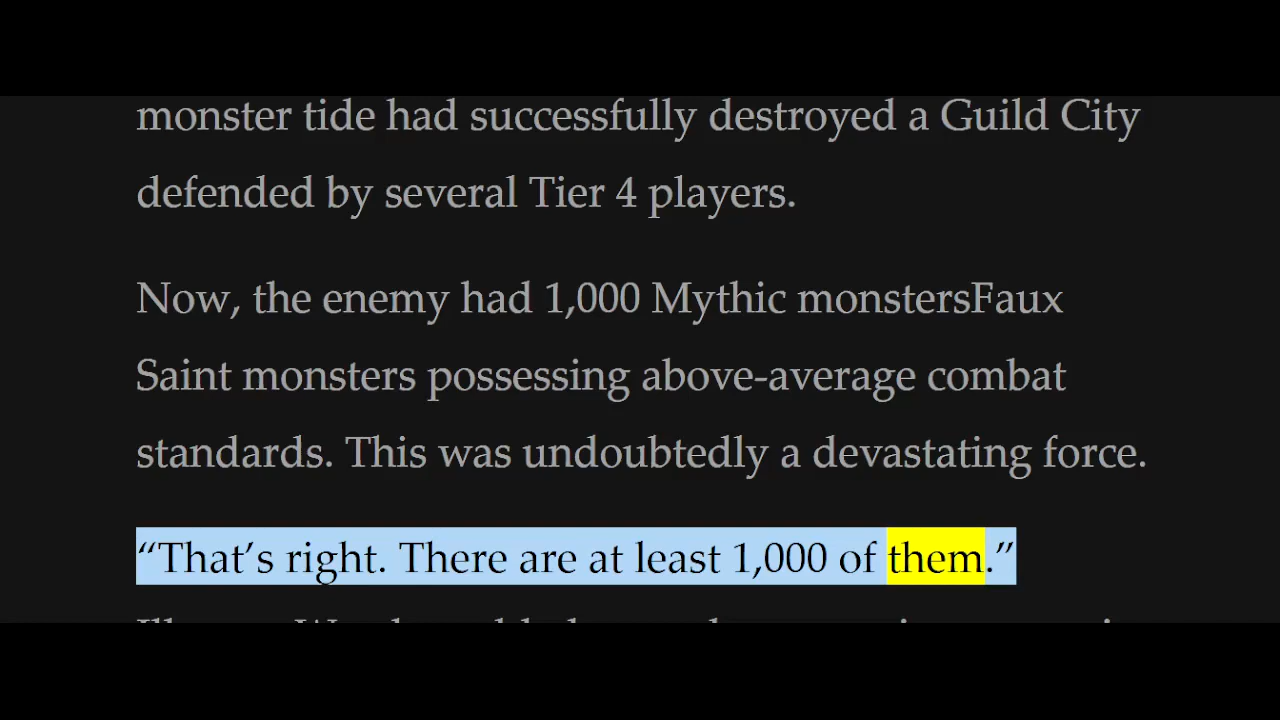 monster tide had successfully destroyed a Guild City
defended by several Tier 4 players.
Now, the enemy had 1,000 Mythic monstersFaux
Saint monsters possessing above-average combat
standards. This was undoubtedly a devastating force.
“That’s right. There are at least 1,000 of them.”